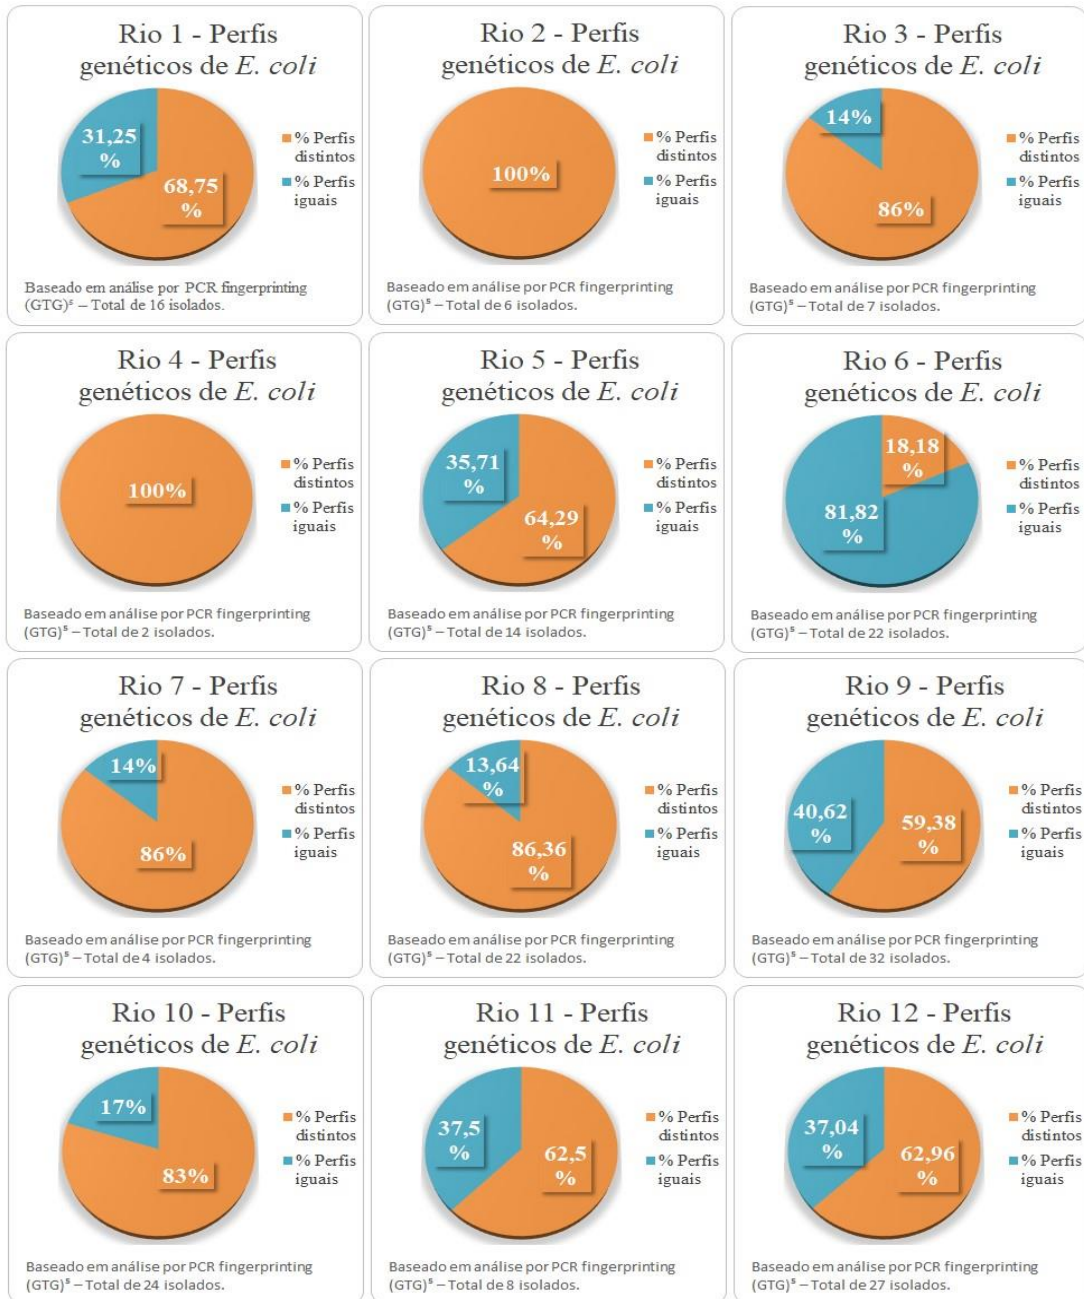 Rio 1 - Perfis
genéticos de E. coli
31,25
%
68,75
%
% Perfis
distintos
% Perfis
iguais
Baseado em análise por PCR fingerprinting
(GTG)⁵ – Total de 16 isolados.
Rio 2 - Perfis
genéticos de E. coli
100%
% Perfis
distintos
% Perfis
iguais
Baseado em análise por PCR fingerprinting
(GTG)⁵ – Total de 6 isolados.
Rio 3 - Perfis
genéticos de E. coli
14%
86%
% Perfis
distintos
% Perfis
iguais
Baseado em análise por PCR fingerprinting
(GTG)⁵ – Total de 7 isolados.
Rio 4 - Perfis
genéticos de E. coli
100%
% Perfis
distintos
% Perfis
iguais
Baseado em análise por PCR fingerprinting
(GTG)⁵ – Total de 2 isolados.
Rio 5 - Perfis
genéticos de E. coli
35,71
%
64,29
%
% Perfis
distintos
% Perfis
iguais
Baseado em análise por PCR fingerprinting
(GTG)⁵ – Total de 14 isolados.
Rio 6 - Perfis
genéticos de E. coli
18,18
%
81,82
%
% Perfis
distintos
% Perfis
iguais
Baseado em análise por PCR fingerprinting
(GTG)⁵ – Total de 22 isolados.
Rio 7 - Perfis
genéticos de E. coli
14%
86%
% Perfis
distintos
% Perfis
iguais
Baseado em análise por PCR fingerprinting
(GTG)⁵ – Total de 4 isolados.
Rio 8 - Perfis
genéticos de E. coli
13,64
%
86,36
%
% Perfis
distintos
% Perfis
iguais
Baseado em análise por PCR fingerprinting
(GTG)⁵ – Total de 22 isolados.
Rio 9 - Perfis
genéticos de E. coli
40,62
%
59,38
%
% Perfis
distintos
% Perfis
iguais
Baseado em análise por PCR fingerprinting
(GTG)⁵ – Total de 32 isolados.
Rio 10 - Perfis
genéticos de E. coli
17%
83%
% Perfis
distintos
% Perfis
iguais
Baseado em análise por PCR fingerprinting
(GTG)⁵ – Total de 24 isolados.
Rio 11 - Perfis
genéticos de E. coli
37,5
%
62,5
%
% Perfis
distintos
% Perfis
iguais
Baseado em análise por PCR fingerprinting
(GTG)⁵ – Total de 8 isolados.
Rio 12 - Perfis
genéticos de E. coli
37,04
%
62,96
%
% Perfis
distintos
% Perfis
iguais
Baseado em análise por PCR fingerprinting
(GTG)⁵ – Total de 27 isolados.